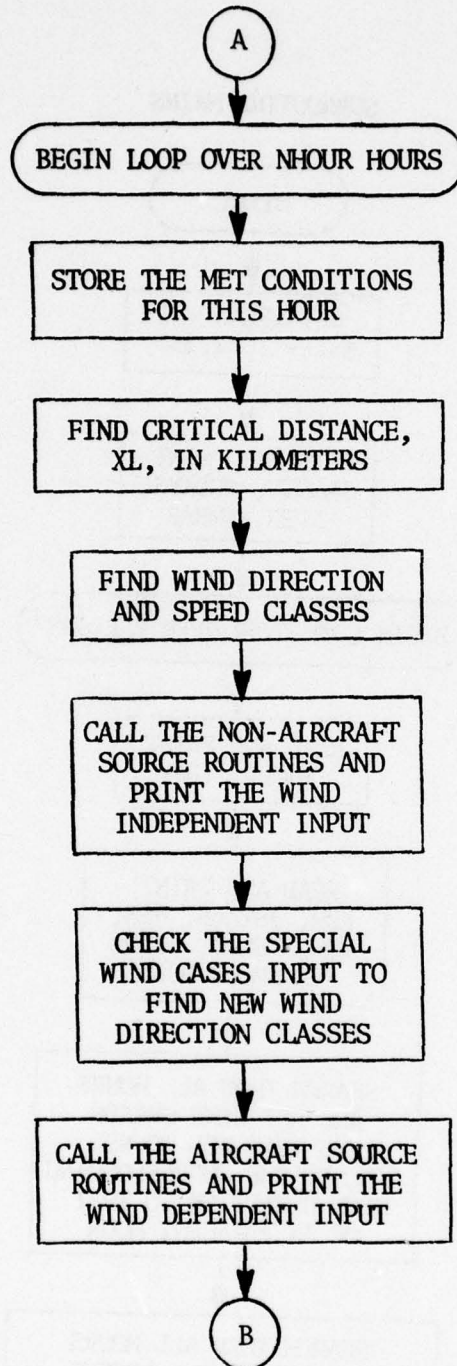 A
BEGIN LOOP OVER NHOUR HOURS
STORE THE MET CONDITIONS
FOR THIS HOUR
FIND CRITICAL DISTANCE,
XL, IN KILOMETERS
FIND WIND DIRECTION
AND SPEED CLASSES
CALL THE NON-AIRCRAFT
SOURCE ROUTINES AND
PRINT THE WIND
INDEPENDENT INPUT
CHECK THE SPECIAL
WIND CASES INPUT TO
FIND NEW WIND
DIRECTION CLASSES
CALL THE AIRCRAFT SOURCE
ROUTINES AND PRINT THE
WIND DEPENDENT INPUT
B